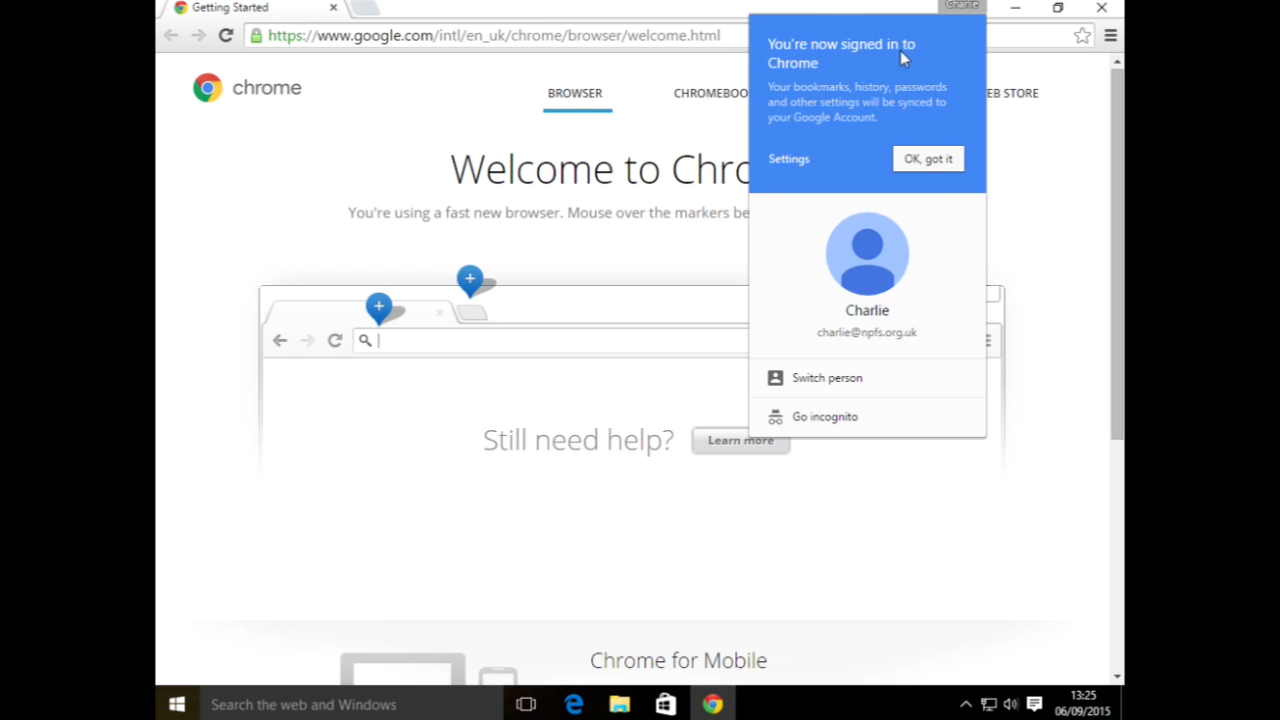 Getting Started
Charlie
https://www.google.com/intl/en_uk/chrome/browser/welcome.html
chrome
BROWSER
CHROMEBOO
EB STORE
Welcome to Chro
You're using a fast new browser. Mouse over the markers be
You're now signed in to
Chrome
Your bookmarks, history, passwords
and other settings will be synced to
your Google Account.
Settings
OK, got it
Charlie
charlie@npfs.org.uk
Switch person
Go incognito
Still need help?
Learn more
Chrome for Mobile
Search the web and Windows
13:25
06/09/2015